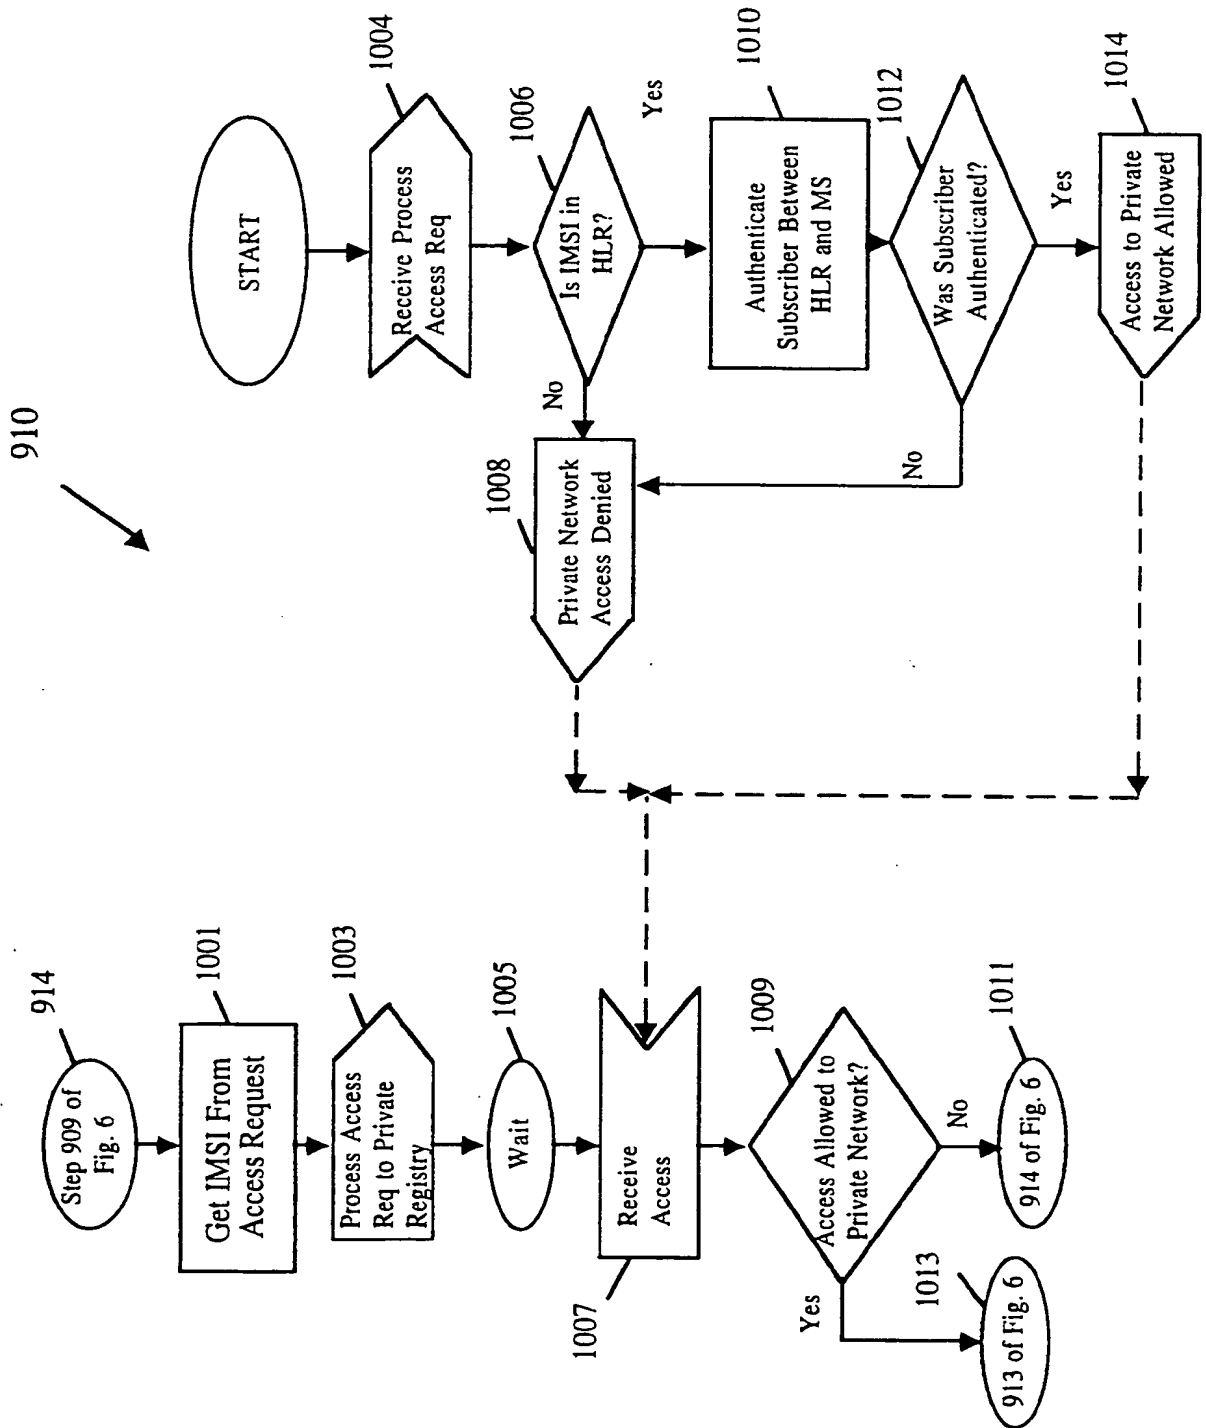 910
914
Step 909 of
Fig. 6
1001
Get IMSI From
Access Request
1003
Process Access
Req to Private
Registry
1005
Wait
1007
Receive
Access
1009
Access Allowed to
Private Network?
Yes
No
1013
913 of Fig. 6
1011
914 of Fig. 6
START
1004
Receive Process
Access Req
1006
Is IMSI in
HLR?
No
Yes
1008
Private Network
Access Denied
1010
Authenticate
Subscriber Between
HLR and MS
1012
Was Subscriber
Authenticated?
No
Yes
1014
Access to Private
Network Allowed